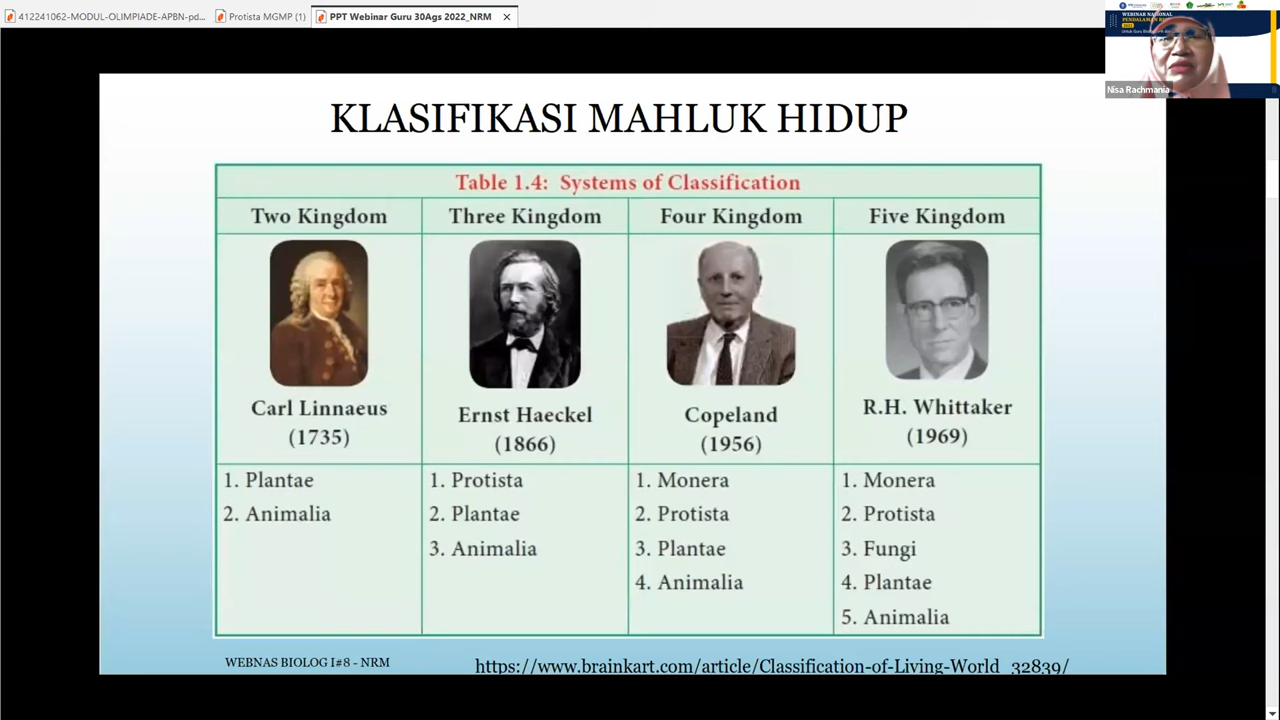 412241062-MODUL-OLIMPIADE-APBN-pd...
Protista MGMP (1)
PPT Webinar Guru 30Ags 2022_NRM
WEBINAR NASIONAL
Nisa Rachmania
KLASIFIKASI MAHLUK HIDUP
Table 1.4: Systems of Classification
Two Kingdom
Three Kingdom
Four Kingdom
Five Kingdom
Carl Linnaeus
(1735)
Ernst Haeckel
(1866)
Copeland
(1956)
R.H. Whittaker
(1969)
1. Plantae
2. Animalia
1. Protista
2. Plantae
3. Animalia
1. Monera
2. Protista
3. Plantae
4. Animalia
1. Monera
2. Protista
3. Fungi
4. Plantae
5. Animalia
WEBNAS BIOLOG I#8 - NRM
https://www.brainkart.com/article/Classification-of-Living-World_32839/